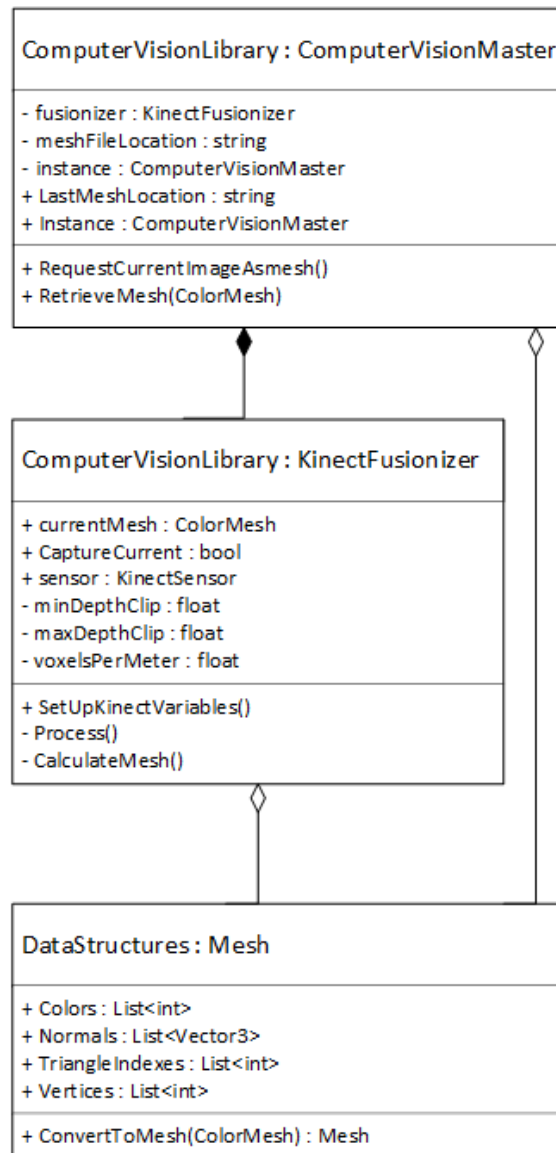 ComputerVisionLibrary : ComputerVisionMaster
- fusionizer : KinectFusionizer
- meshFileLocation : string
- instance : ComputerVisionMaster
+ LastMeshLocation : string
+ Instance : ComputerVisionMaster
+ RequestCurrentImageAsmesh()
+ RetrieveMesh(ColorMesh)
ComputerVisionLibrary : KinectFusionizer
+ currentMesh : ColorMesh
+ CaptureCurrent : bool
+ sensor : KinectSensor
- minDepthClip : float
- maxDepthClip : float
- voxelsPerMeter : float
+ SetUpKinectVariables()
- Process()
- CalculateMesh()
DataStructures : Mesh
+ Colors : List<int>
+ Normals : List<Vector3>
+ TriangleIndexes : List<int>
+ Vertices : List<int>
+ ConvertToMesh(ColorMesh) : Mesh